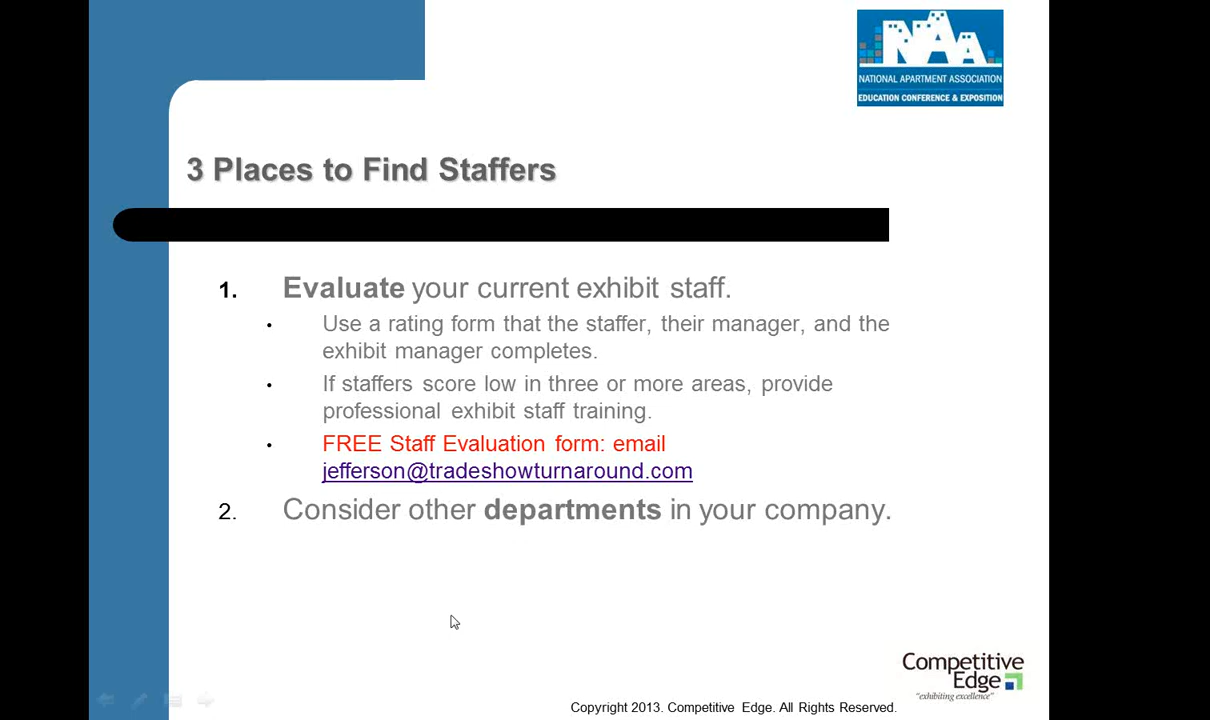 NAA
NATIONAL APARTMENT ASSOCIATION
EDUCATION CONFERENCE & EXPOSITION
3 Places to Find Staffers
1. Evaluate your current exhibit staff.
• Use a rating form that the staffer, their manager, and the
exhibit manager completes.
• If staffers score low in three or more areas, provide
professional exhibit staff training.
• FREE Staff Evaluation form: email
jefferson@tradeshowturnaround.com
2. Consider other departments in your company.
Competitive
Edge
"exhibiting excellence"
Copyright 2013. Competitive Edge. All Rights Reserved.